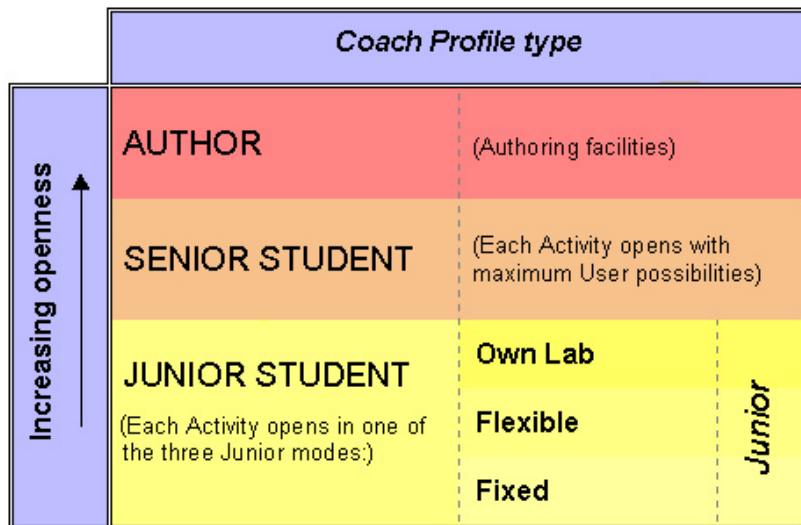 Coach Profile type
Increasing openness
AUTHOR
(Authoring facilities)
SENIOR STUDENT
(Each Activity opens with
maximum User possibilities)
JUNIOR STUDENT
(Each Activity opens in one of
the three Junior modes:)
Own Lab
Flexible
Fixed
Junior